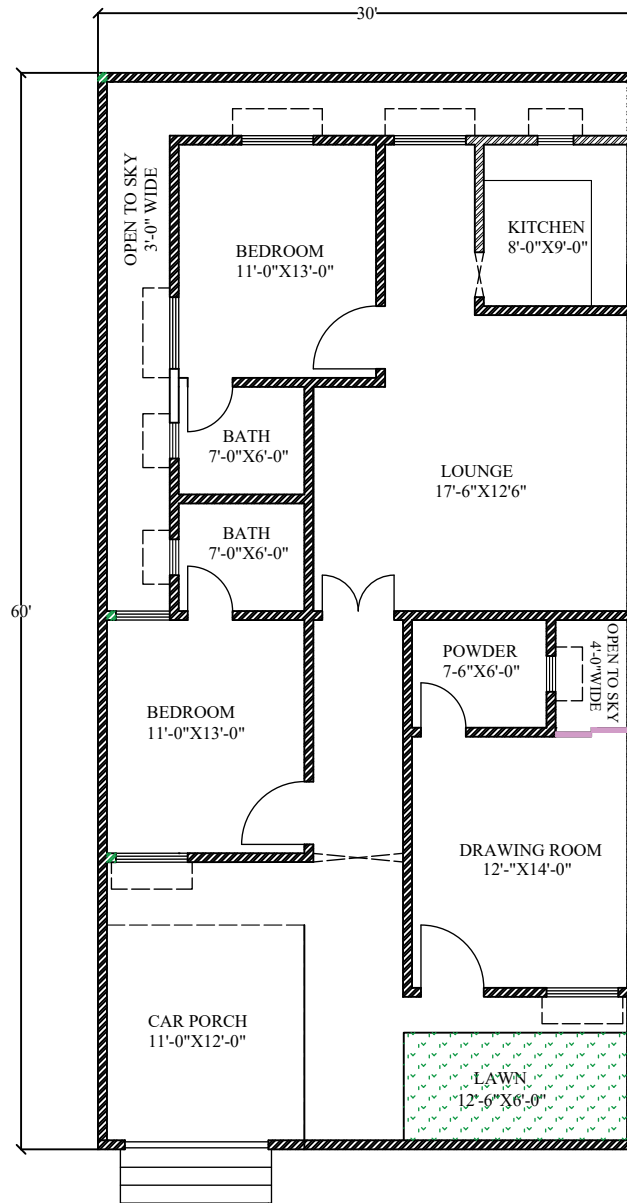 30'
OPEN TO SKY
3'-0" WIDE
KITCHEN
8'-0"X9'-0"
BEDROOM
11'-0"X13'-0"
BATH
7'-0"X6'-0"
LOUNGE
17'-6"X12'6"
BATH
7'-0"X6'-0"
60'
POWDER
7-6"X6'-0"
OPEN TO SKY
4'-0"WIDE
BEDROOM
11'-0"X13'-0"
DRAWING ROOM
12'-"X14'-0"
CAR PORCH
11'-0"X12'-0"
LAWN
12'-6"X6'-0"